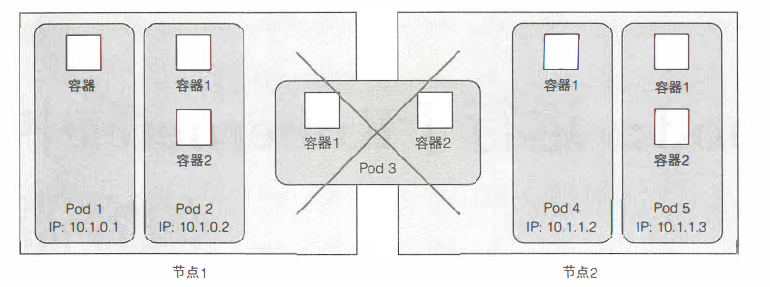 容器
容器1
容器2
Pod 1
IP: 10.1.0.1
Pod 2
IP: 10.1.0.2
容器1
容器2
Pod 3
容器1
Pod 4
IP: 10.1.1.2
容器1
容器2
Pod 5
IP: 10.1.1.3
节点1
节点2